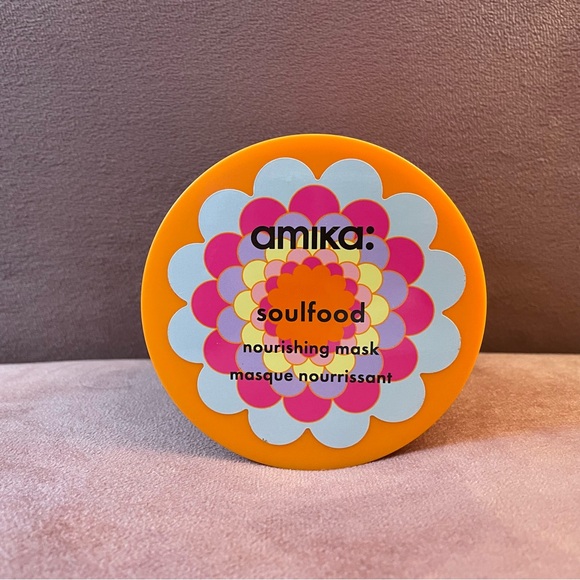 amika:
soulfood
nourishing mask
masque nourrissant